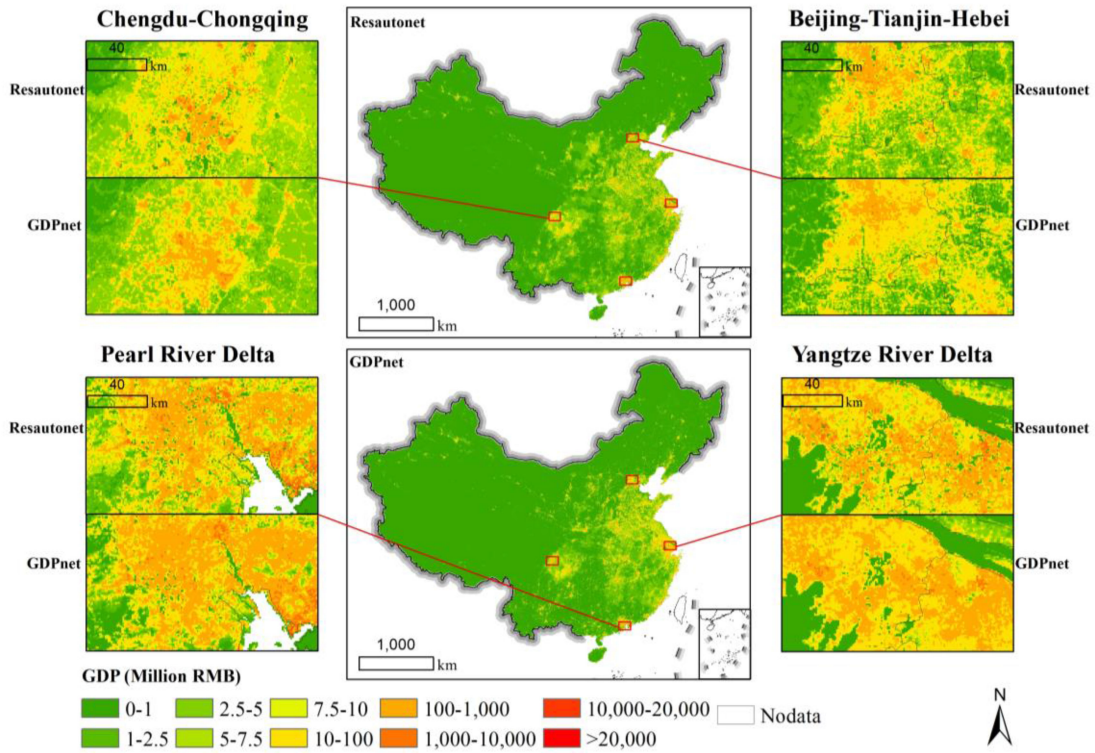 Chengdu-Chongqing
Beijing-Tianjin-Hebei
Resautonet
40
km
Resautonet
GDPnet
Resautonet
1,000
km
40
km
Resautonet
GDPnet
Pearl River Delta
Yangtze River Delta
40
km
Resautonet
GDPnet
GDPnet
1,000
km
40
km
Resautonet
GDPnet
GDP (Million RMB)
0-1
2.5-5
7.5-10
100-1,000
10,000-20,000
Nodata
1-2.5
5-7.5
10-100
1,000-10,000
>20,000
N